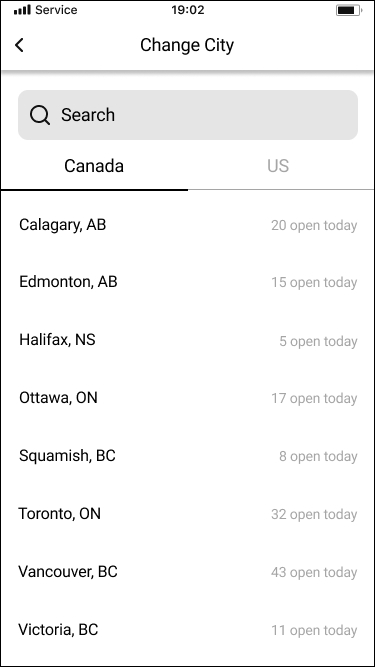 Service 19:02
Change City
Search
Canada US
Calagary, AB 20 open today
Edmonton, AB 15 open today
Halifax, NS 5 open today
Ottawa, ON 17 open today
Squamish, BC 8 open today
Toronto, ON 32 open today
Vancouver, BC 43 open today
Victoria, BC 11 open today